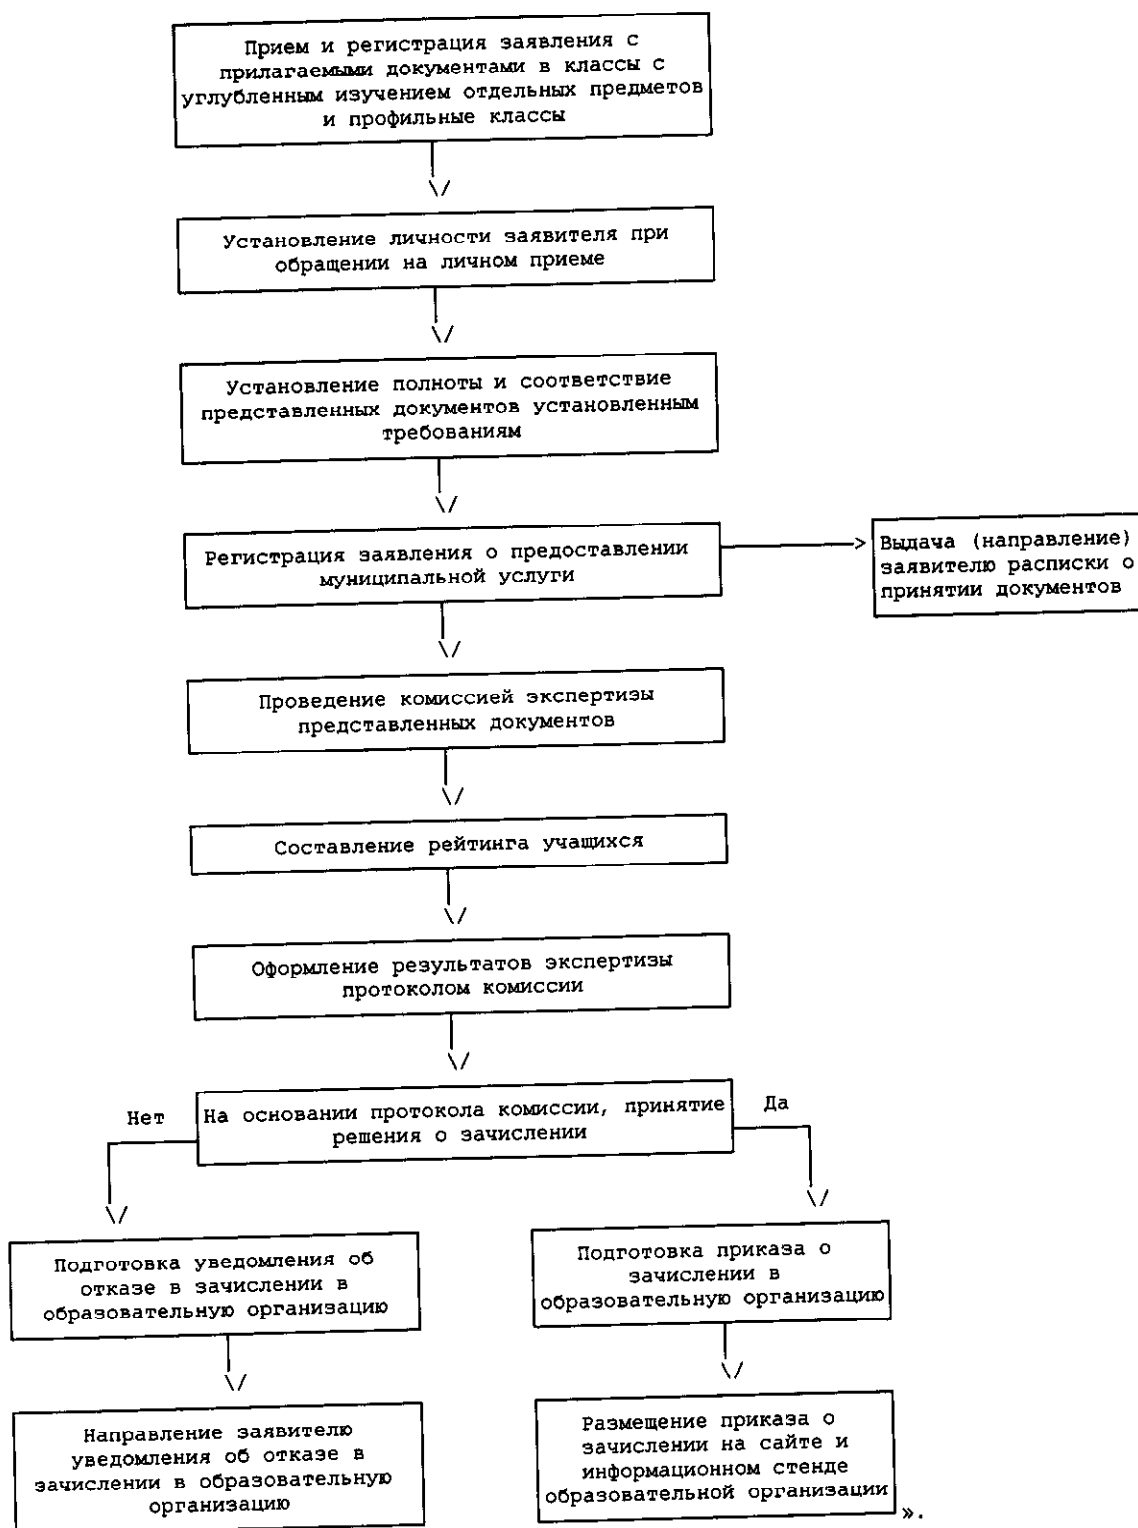 Прием и регистрация заявления с
прилагаемыми документами в классы с
углубленным изучением отдельных предметов
и профильные классы
Установление личности заявителя при
обращении на личном приеме
Установление полноты и соответствие
представленных документов установленным
требованиям
Регистрация заявления о предоставлении
муниципальной услуги
Выдача (направление)
заявителю расписки о
принятии документов
Проведение комиссией экспертизы
представленных документов
Составление рейтинга учащихся
Оформление результатов экспертизы
протоколом комиссии
Нет
На основании протокола комиссии, принятие
решения о зачислении
Да
Подготовка уведомления об
отказе в зачислении в
образовательную организацию
Подготовка приказа о
зачислении в
образовательную организацию
Направление заявителю
уведомления об отказе в
зачислении в образовательную
организацию
Размещение приказа о
зачислении на сайте и
информационном стенде
образовательной организации
».